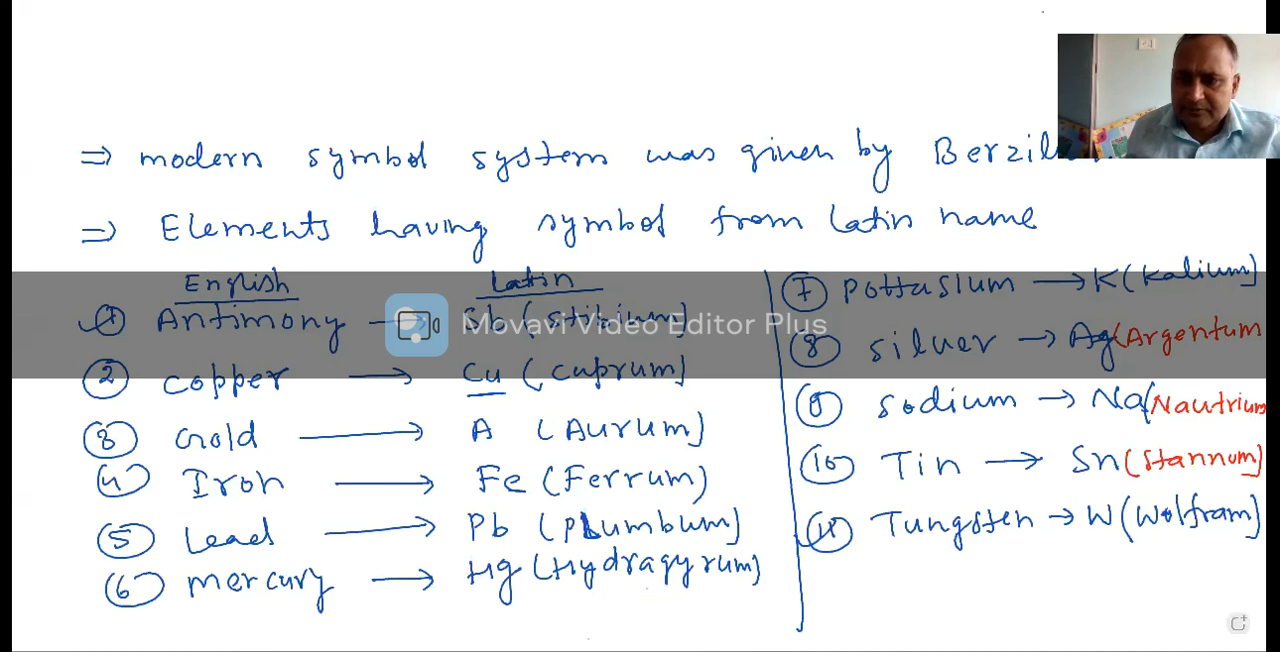 ⇒ modern symbol system was given by Berzil
⇒ Elements having symbol from Latin name
English Latin
① Antimony → Sb (Stibium)
② copper → Cu (Cuprum)
③ Gold → A (Aurum)
④ Iron → Fe (Ferrum)
⑤ Lead → Pb (PLumbum)
⑥ mercury → Hg (Hydragyrum)
⑦ Pottasium → K (Kalium)
⑧ silver → Ag (Argentum
⑨ sodium → Na (Nautrium
⑩ Tin → Sn (Stannum)
⑪ Tungsten → W (Wolfram)
Movavi Video Editor Plus